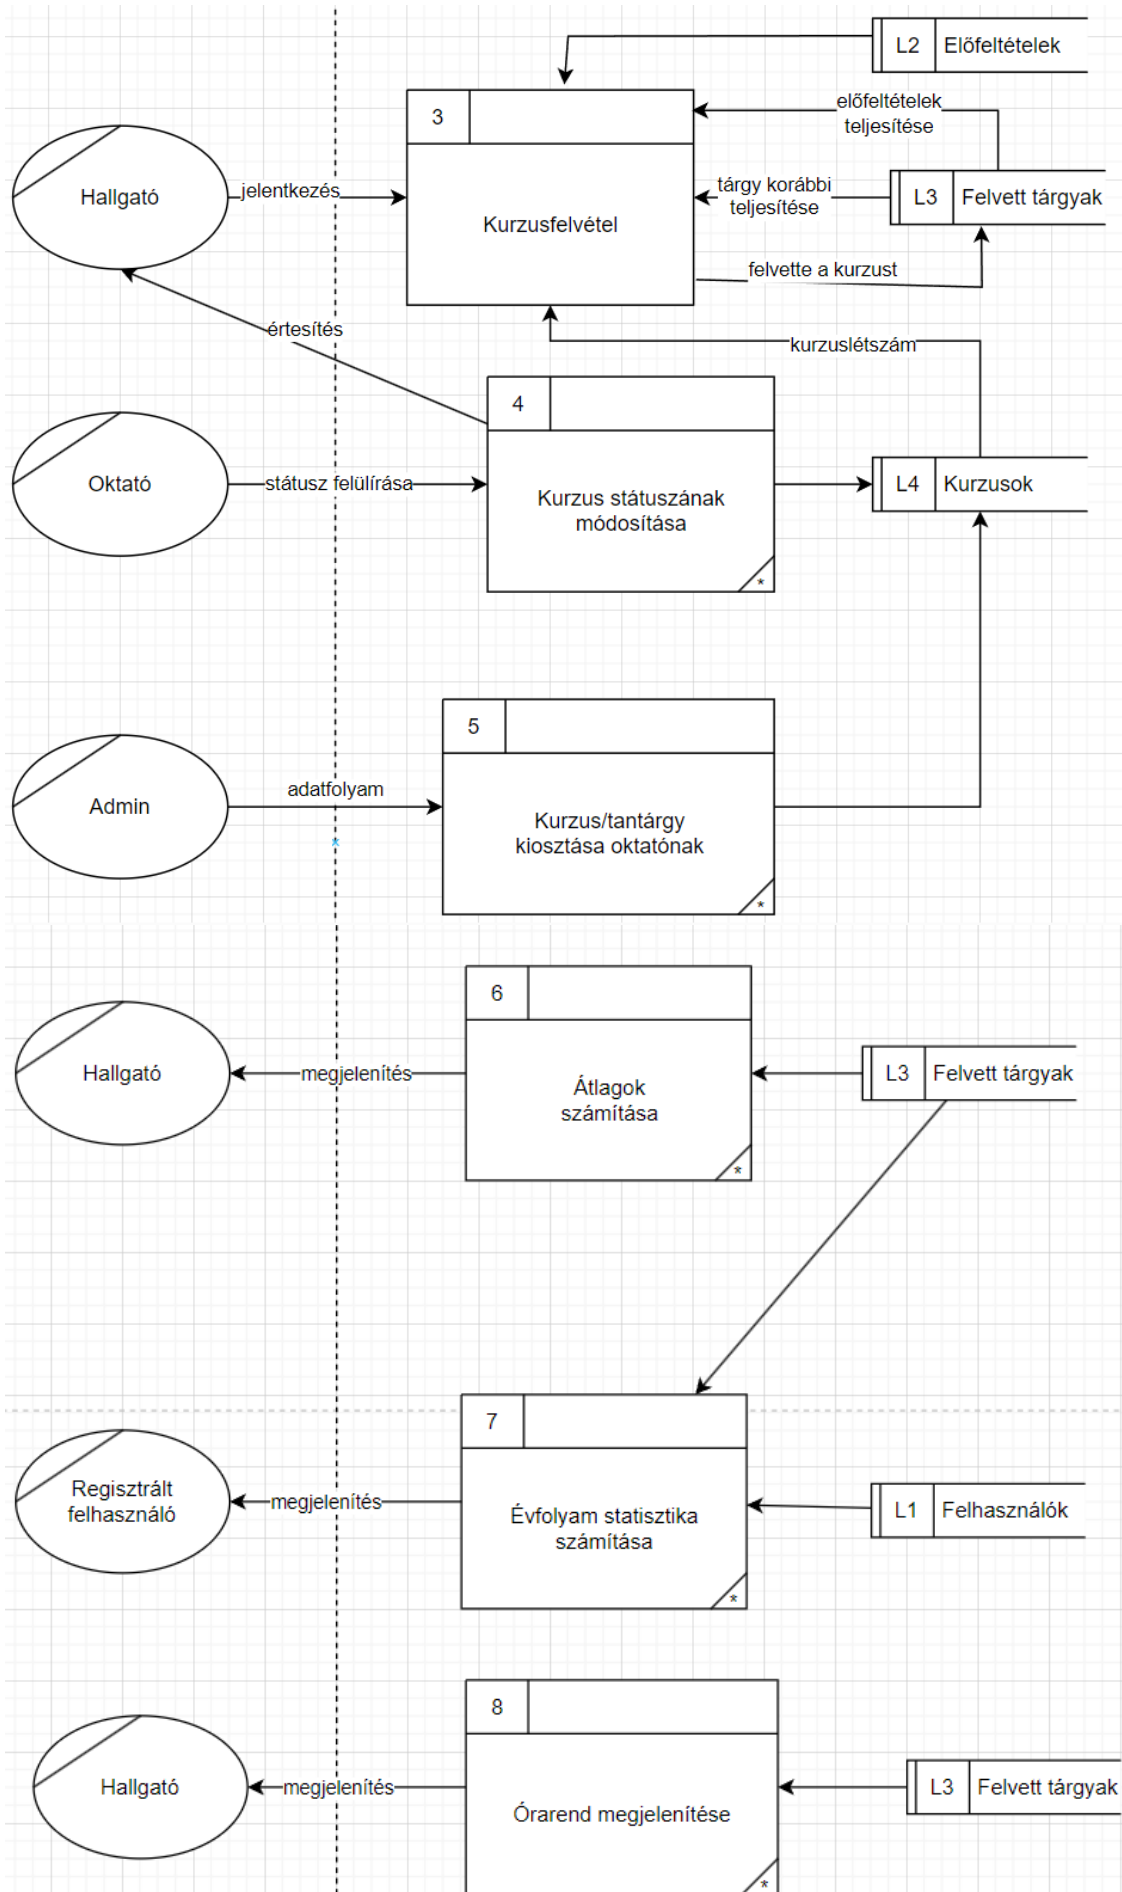 L2 Előfeltételek
3
előfeltételek
teljesítése
Hallgató
jelentkezés
Kurzusfelvétel
tárgy korábbi
teljesítése
L3 Felvett tárgyak
felvette a kurzust
értesítés
kurzuslétszám
4
Oktató
státusz felülírása
Kurzus státuszának
módosítása
*
L4 Kurzusok
5
Admin
adatfolyam
*
Kurzus/tantárgy
kiosztása oktatónak
*
6
Hallgató
megjelenítés
Átlagok
számítása
*
L3 Felvett tárgyak
7
Regisztrált
felhasználó
megjelenítés
Évfolyam statisztika
számítása
*
L1 Felhasználók
8
Hallgató
megjelenítés
Órarend megjelenítése
*
L3 Felvett tárgyak